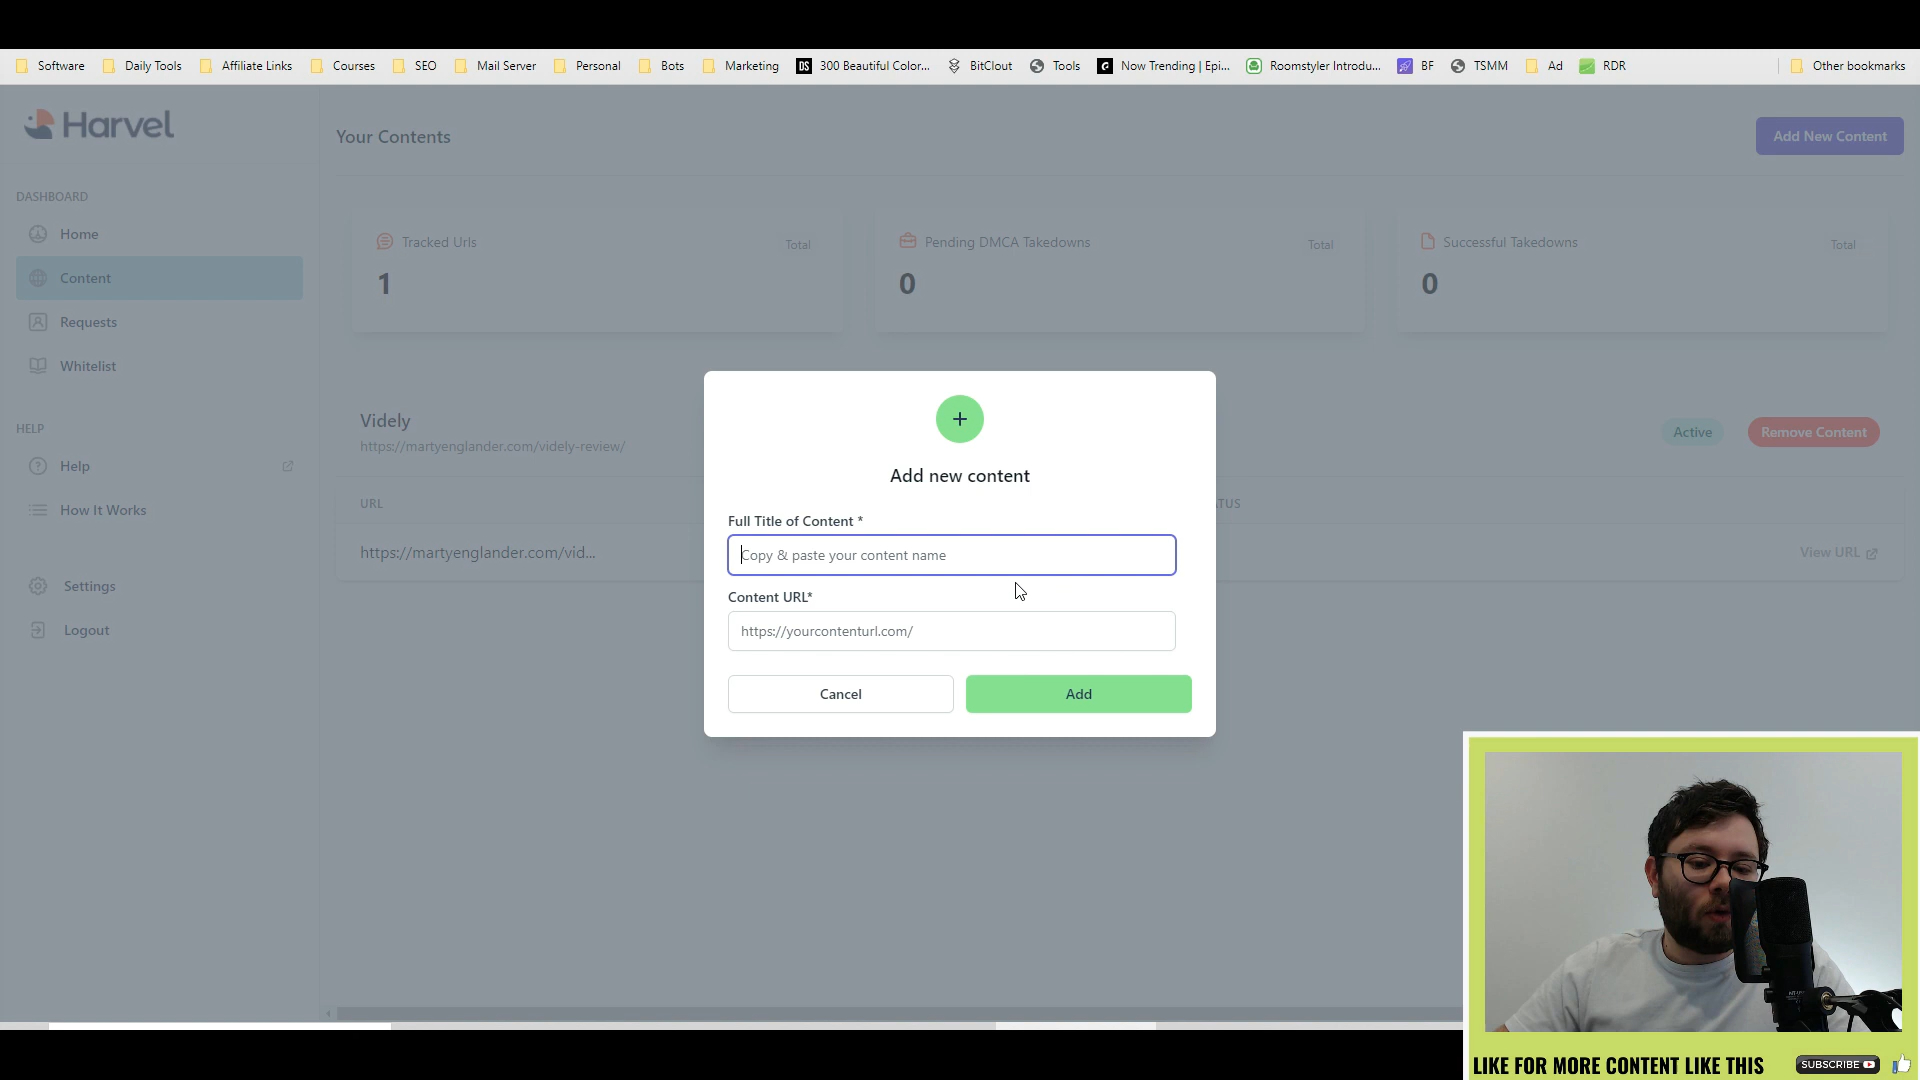 Software Daily Tools Affiliate Links Courses SEO Mail Server Personal Bots Marketing DS 300 Beautiful Color... BitClout Tools Now Trending | Epi... Roomstyler Introdu... BF TSMM Ad RDR Other bookmarks
Harvel
Your Contents
Add New Content
DASHBOARD
Home
Content
Requests
Whitelist
HELP
Help
How It Works
Settings
Logout
Tracked Urls Total
1
Pending DMCA Takedowns Total
0
Successful Takedowns Total
0
Videly
https://martyenglander.com/videly-review/
Active Remove Content
URL
TUS
https://martyenglander.com/vid...
View URL
Add new content
Full Title of Content *
Copy & paste your content name
Content URL*
https://yourcontenturl.com/
Cancel Add
LIKE FOR MORE CONTENT LIKE THIS SUBSCRIBE